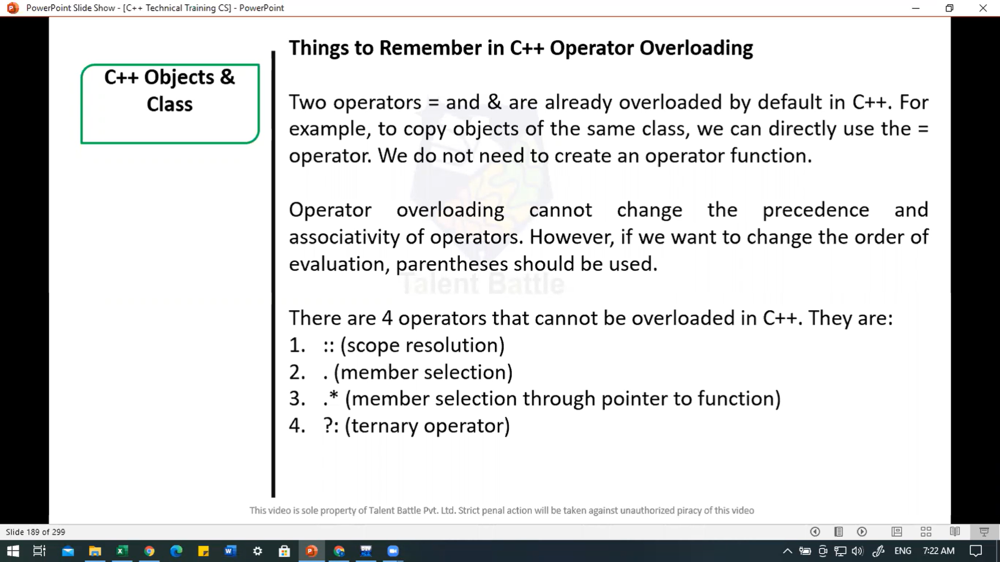 PowerPoint Slide Show - [C++ Technical Training CS] - PowerPoint
C++ Objects &
Class
Things to Remember in C++ Operator Overloading
Two operators = and & are already overloaded by default in C++. For
example, to copy objects of the same class, we can directly use the =
operator. We do not need to create an operator function.
Operator overloading cannot change the precedence and
associativity of operators. However, if we want to change the order of
evaluation, parentheses should be used.
Talent Battle
There are 4 operators that cannot be overloaded in C++. They are:
1. :: (scope resolution)
2. . (member selection)
3. .* (member selection through pointer to function)
4. ?: (ternary operator)
This video is sole property of Talent Battle Pvt. Ltd. Strict penal action will be taken against unauthorized piracy of this video
Slide 189 of 299
DEV
ENG
7:22 AM